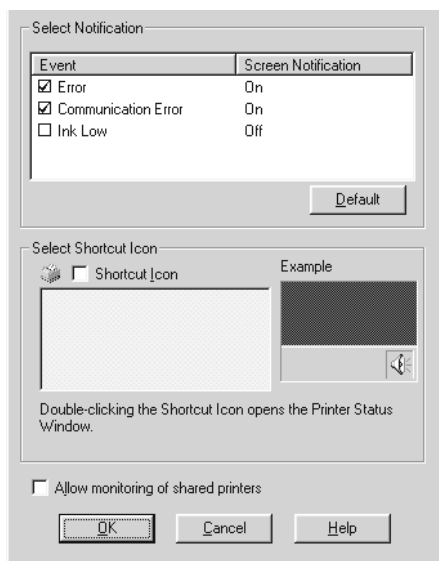 Select Notification
Event Screen Notification
Error On
Communication Error On
Ink Low Off
Default
Select Shortcut Icon
Shortcut Icon
Example
Double-clicking the Shortcut Icon opens the Printer Status
Window.
Allow monitoring of shared printers
OK Cancel Help